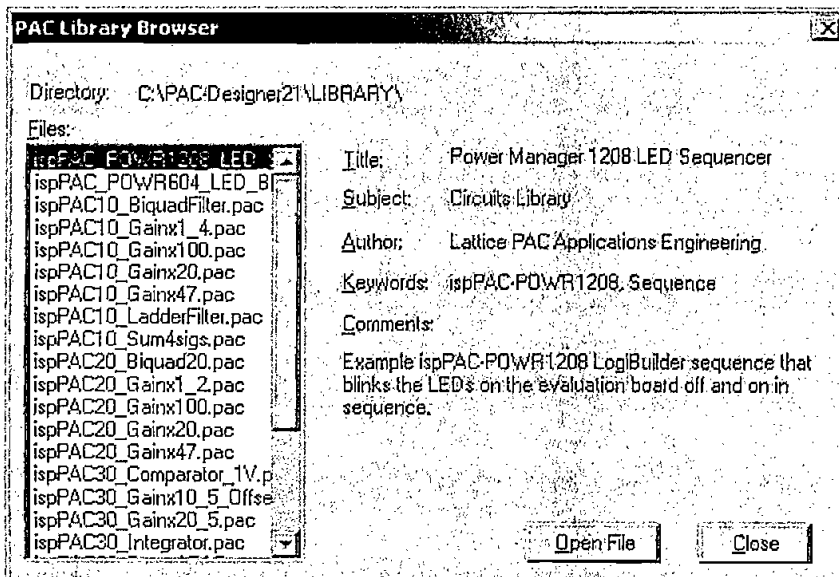 PAC Library Browser
Directory: C:\PAC-Designer21\LIBRARY\
Files:
ispPAC_POWR1208_LED_S
ispPAC_POWR604_LED_B
ispPAC10_BiquadFilter.pac
ispPAC10_Gainx1_4.pac
ispPAC10_Gainx100.pac
ispPAC10_Gainx20.pac
ispPAC10_Gainx47.pac
ispPAC10_LadderFilter.pac
ispPAC10_Sum4sigs.pac
ispPAC20_Biquad20.pac
ispPAC20_Gainx1_2.pac
ispPAC20_Gainx100.pac
ispPAC20_Gainx20.pac
ispPAC20_Gainx47.pac
ispPAC30_Comparator_1V.p
ispPAC30_Gainx10_5_Offse
ispPAC30_Gainx20_5.pac
ispPAC30_Integrator.pac
Title: Power Manager 1208 LED Sequencer
Subject: Circuits Library
Author: Lattice PAC Applications Engineering
Keywords: ispPAC-POWR1208, Sequence
Comments:
Example ispPAC-POWR1208 LogiBuilder sequence that
blinks the LEDs on the evaluation board off and on in
sequence.
Open File
Close